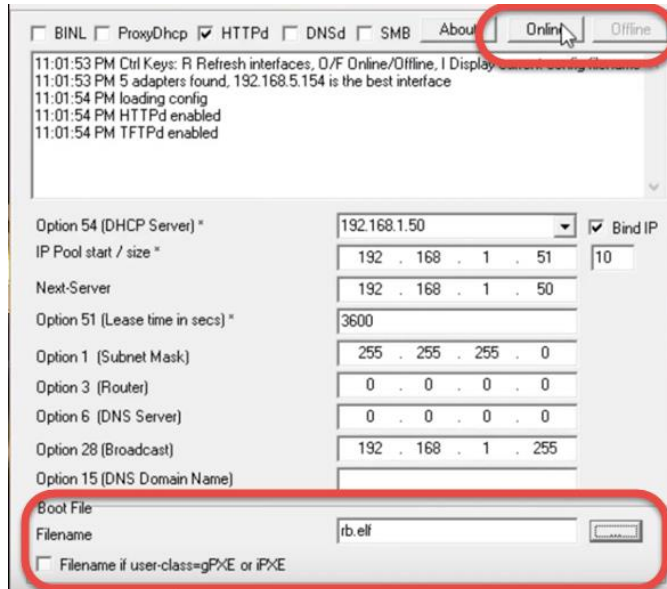 BINL ProxyDhcp HTTPd DNSd SMB About Online Offline
11:01:53 PM Ctrl Keys: R Refresh interfaces, O/F Online/Offline, I Display Current config filename
11:01:53 PM 5 adapters found, 192.168.5.154 is the best interface
11:01:54 PM loading config
11:01:54 PM HTTPd enabled
11:01:54 PM TFTPd enabled
Option 54 (DHCP Server) * 192.168.1.50 Bind IP
IP Pool start / size * 192 . 168 . 1 . 51 10
Next-Server 192 . 168 . 1 . 50
Option 51 (Lease time in secs) * 3600
Option 1 (Subnet Mask) 255 . 255 . 255 . 0
Option 3 (Router) 0 . 0 . 0 . 0
Option 6 (DNS Server) 0 . 0 . 0 . 0
Option 28 (Broadcast) 192 . 168 . 1 . 255
Option 15 (DNS Domain Name)
Boot File
Filename rb.elf ...
Filename if user-class=gPXE or iPXE